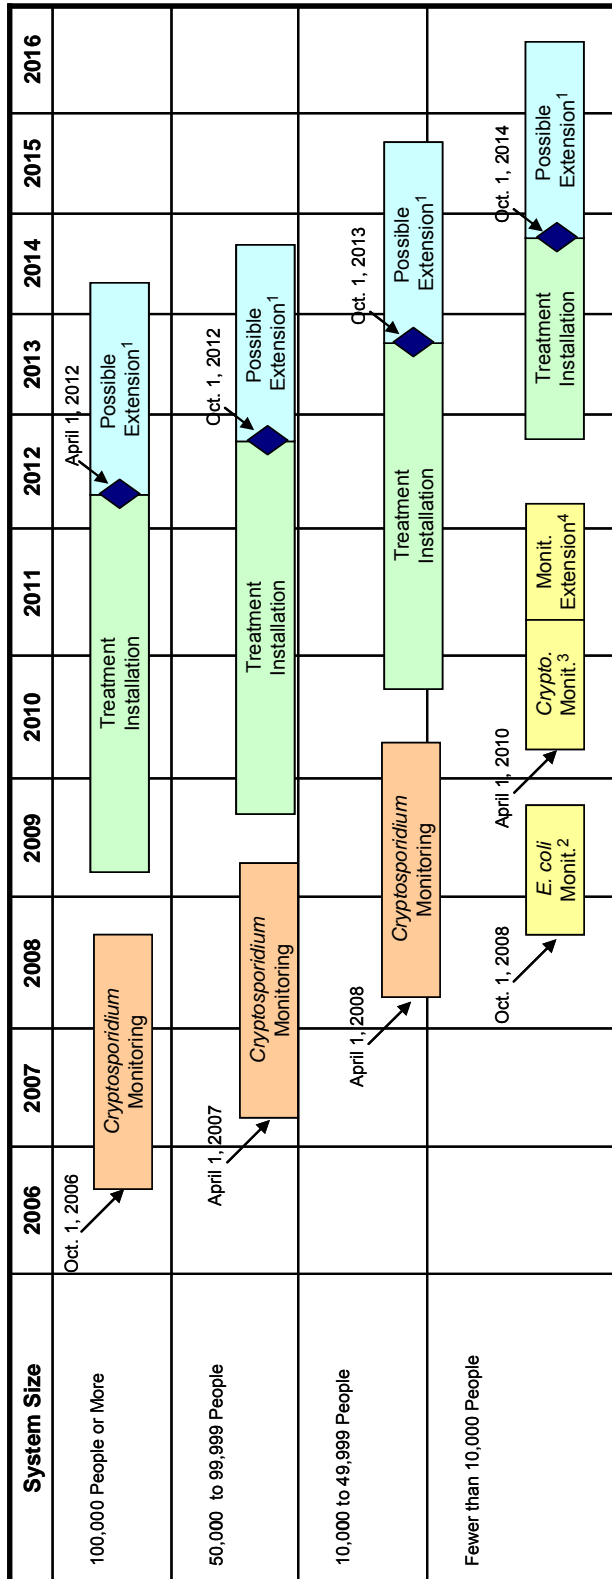 System Size
2006
2007
2008
2009
2010
2011
2012
2013
2014
2015
2016
100,000 People or More
Oct. 1, 2006
Cryptosporidium
Monitoring
Treatment
Installation
April 1, 2012
Possible
Extension¹
50,000 to 99,999 People
April 1, 2007
Cryptosporidium
Monitoring
Treatment
Installation
Oct. 1, 2012
Possible
Extension¹
10,000 to 49,999 People
April 1, 2008
Cryptosporidium
Monitoring
Treatment
Installation
Oct. 1, 2013
Possible
Extension¹
Fewer than 10,000 People
Oct. 1, 2008
E. coli
Monit.²
April 1, 2010
Crypto.
Monit.³
Monit.
Extension⁴
Treatment
Installation
Oct. 1, 2014
Possible
Extension¹